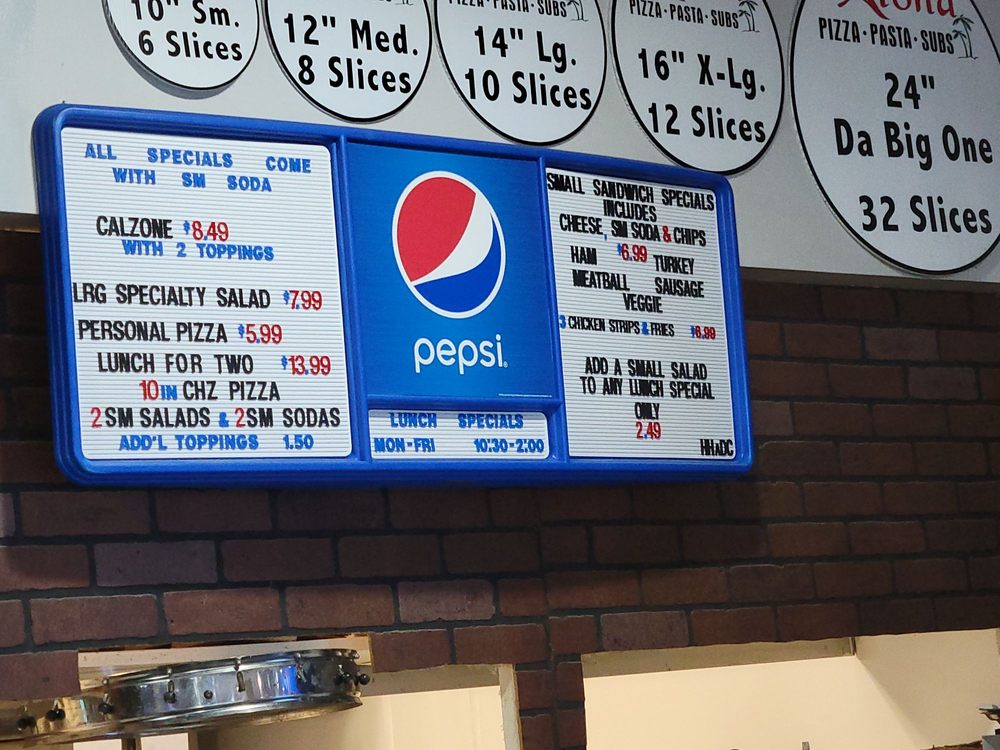 10" Sm.
6 Slices
12" Med.
8 Slices
PIZZA·PASTA·SUBS
14" Lg.
10 Slices
PIZZA·PASTA·SUBS
16" X-Lg.
12 Slices
Aloha
PIZZA·PASTA·SUBS
24"
Da Big One
32 Slices
ALL SPECIALS COME
WITH SM SODA
CALZONE $8.49
WITH 2 TOPPINGS
LRG SPECIALTY SALAD $7.99
PERSONAL PIZZA $5.99
LUNCH FOR TWO $13.99
10IN CHZ PIZZA
2SM SALADS & 2SM SODAS
ADD'L TOPPINGS 1.50
pepsi
LUNCH SPECIALS
MON-FRI 10:30-2:00
SMALL SANDWICH SPECIALS
INCLUDES
CHEESE, SM SODA & CHIPS
$6.99
HAM TURKEY
MEATBALL SAUSAGE
VEGGIE
3 CHICKEN STRIPS & FRIES $6.99
ADD A SMALL SALAD
TO ANY LUNCH SPECIAL
ONLY
2.49